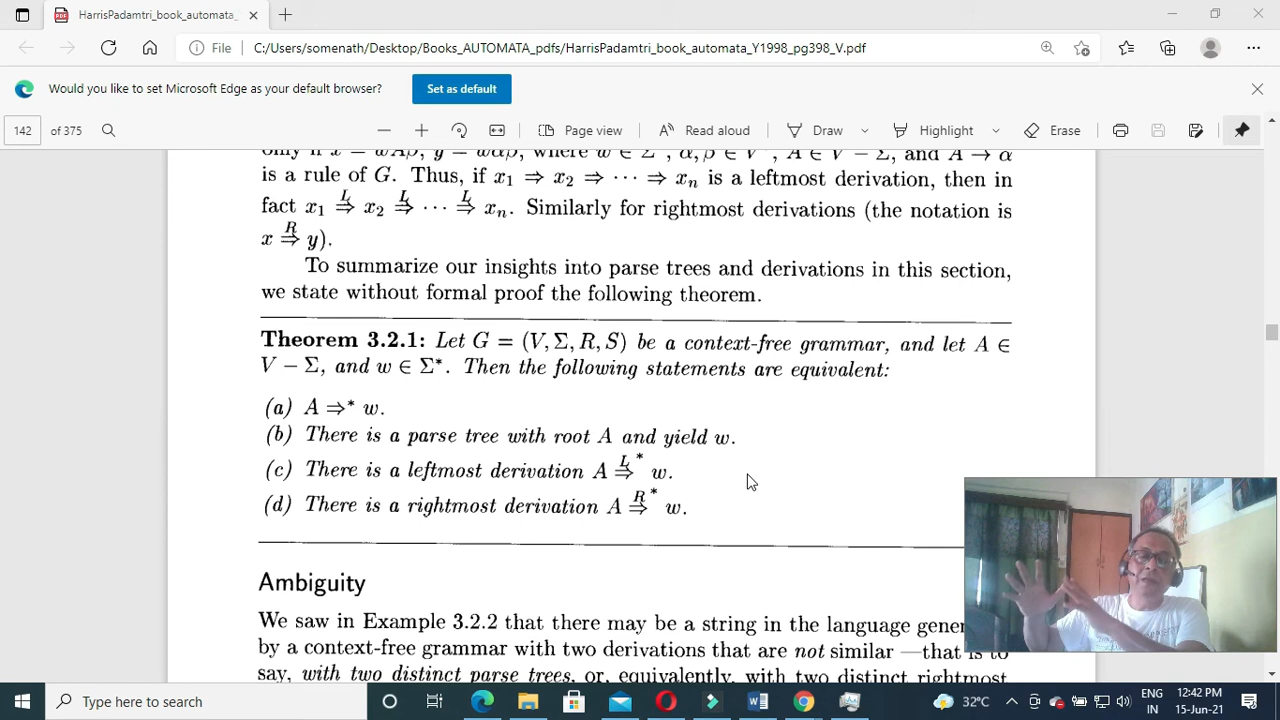 HarrisPadamtri_book_automata_
File
C:/Users/somenath/Desktop/Books_AUTOMATA_pdfs/HarrisPadamtri_book_automata_Y1998_pg398_V.pdf
Would you like to set Microsoft Edge as your default browser?
Set as default
142 of 375
Page view
Read aloud
Draw
Highlight
Erase
only if x = wAβ, y = wαβ, where w ∈ Σ*, α, β ∈ V*, A ∈ V − Σ, and A → α
is a rule of G. Thus, if x₁ ⇒ x₂ ⇒ ··· ⇒ xₙ is a leftmost derivation, then in
fact x₁ L⇒ x₂ L⇒ ··· L⇒ xₙ. Similarly for rightmost derivations (the notation is
x R⇒ y).
To summarize our insights into parse trees and derivations in this section,
we state without formal proof the following theorem.
Theorem 3.2.1: Let G = (V, Σ, R, S) be a context-free grammar, and let A ∈
V − Σ, and w ∈ Σ*. Then the following statements are equivalent:
(a) A ⇒* w.
(b) There is a parse tree with root A and yield w.
(c) There is a leftmost derivation A L⇒* w.
(d) There is a rightmost derivation A R⇒* w.
Ambiguity
We saw in Example 3.2.2 that there may be a string in the language gener
by a context-free grammar with two derivations that are not similar —that is to
say, with two distinct parse trees, or, equivalently, with two distinct rightmost
Type here to search
32°C
ENG
IN
12:42 PM
15-Jun-21